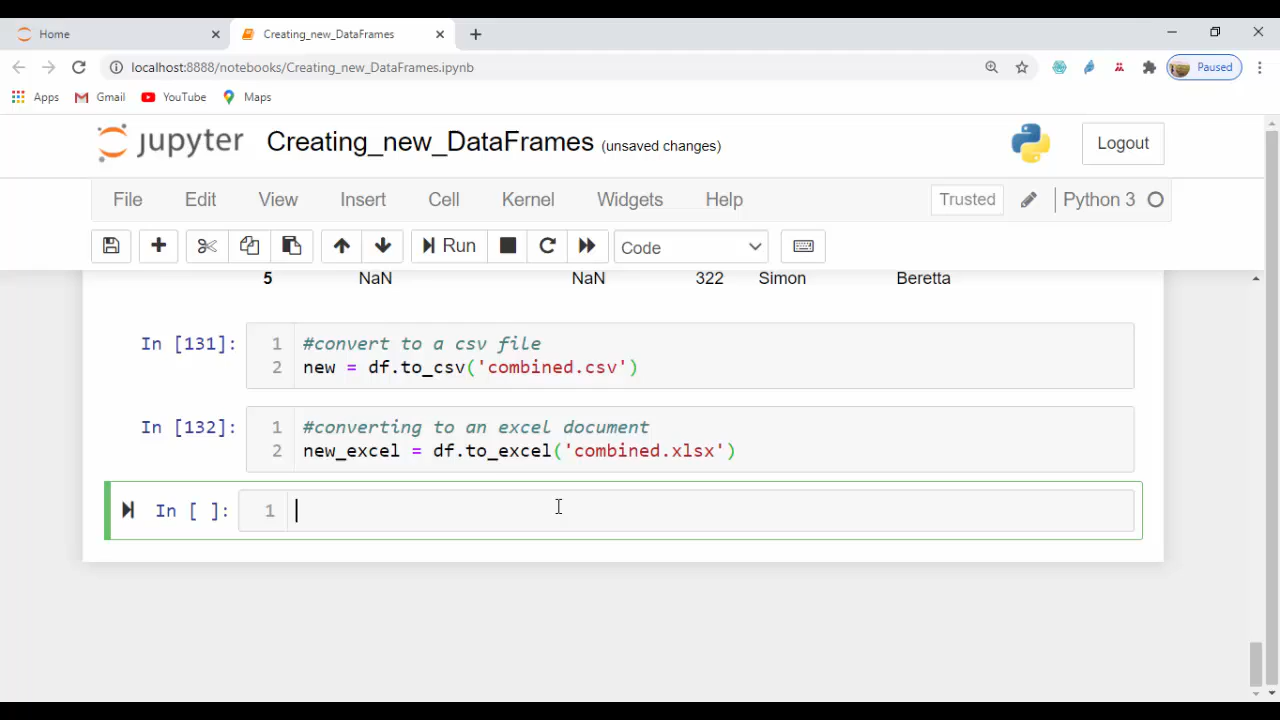 Home
Creating_new_DataFrames
localhost:8888/notebooks/Creating_new_DataFrames.ipynb
Paused
Apps
Gmail
YouTube
Maps
jupyter
Creating_new_DataFrames (unsaved changes)
Logout
File Edit View Insert Cell Kernel Widgets Help
Trusted
Python 3
Run
Code
5 NaN NaN 322 Simon Beretta
In [131]:
1 #convert to a csv file
2 new = df.to_csv('combined.csv')
In [132]:
1 #converting to an excel document
2 new_excel = df.to_excel('combined.xlsx')
In [ ]:
1